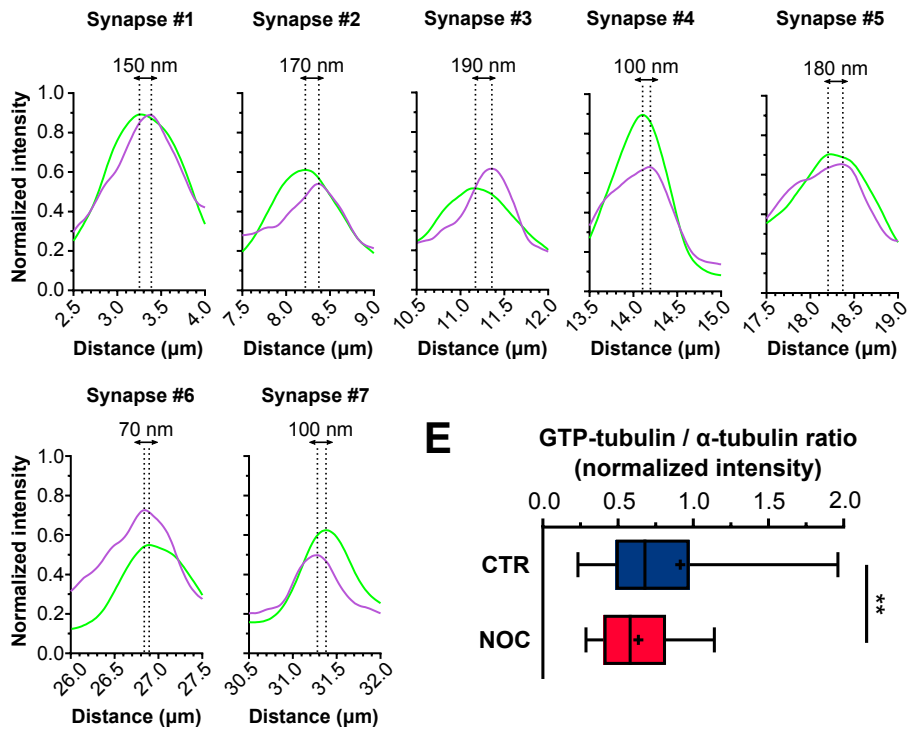 Synapse #1
Synapse #2
Synapse #3
Synapse #4
Synapse #5
150 nm
170 nm
190 nm
100 nm
180 nm
Normalized intensity
1.0
0.8
0.6
0.4
0.2
0.0
2.5 3.0 3.5 4.0
7.5 8.0 8.5 9.0
10.5 11.0 11.5 12.0
13.5 14.0 14.5 15.0
17.5 18.0 18.5 19.0
Distance (µm)
Distance (µm)
Distance (µm)
Distance (µm)
Distance (µm)
Synapse #6
Synapse #7
70 nm
100 nm
Normalized intensity
1.0
0.8
0.6
0.4
0.2
0.0
26.0 26.5 27.0 27.5
30.5 31.0 31.5 32.0
Distance (µm)
Distance (µm)
E
GTP-tubulin / α-tubulin ratio
(normalized intensity)
0.0 0.5 1.0 1.5 2.0
CTR
NOC
**